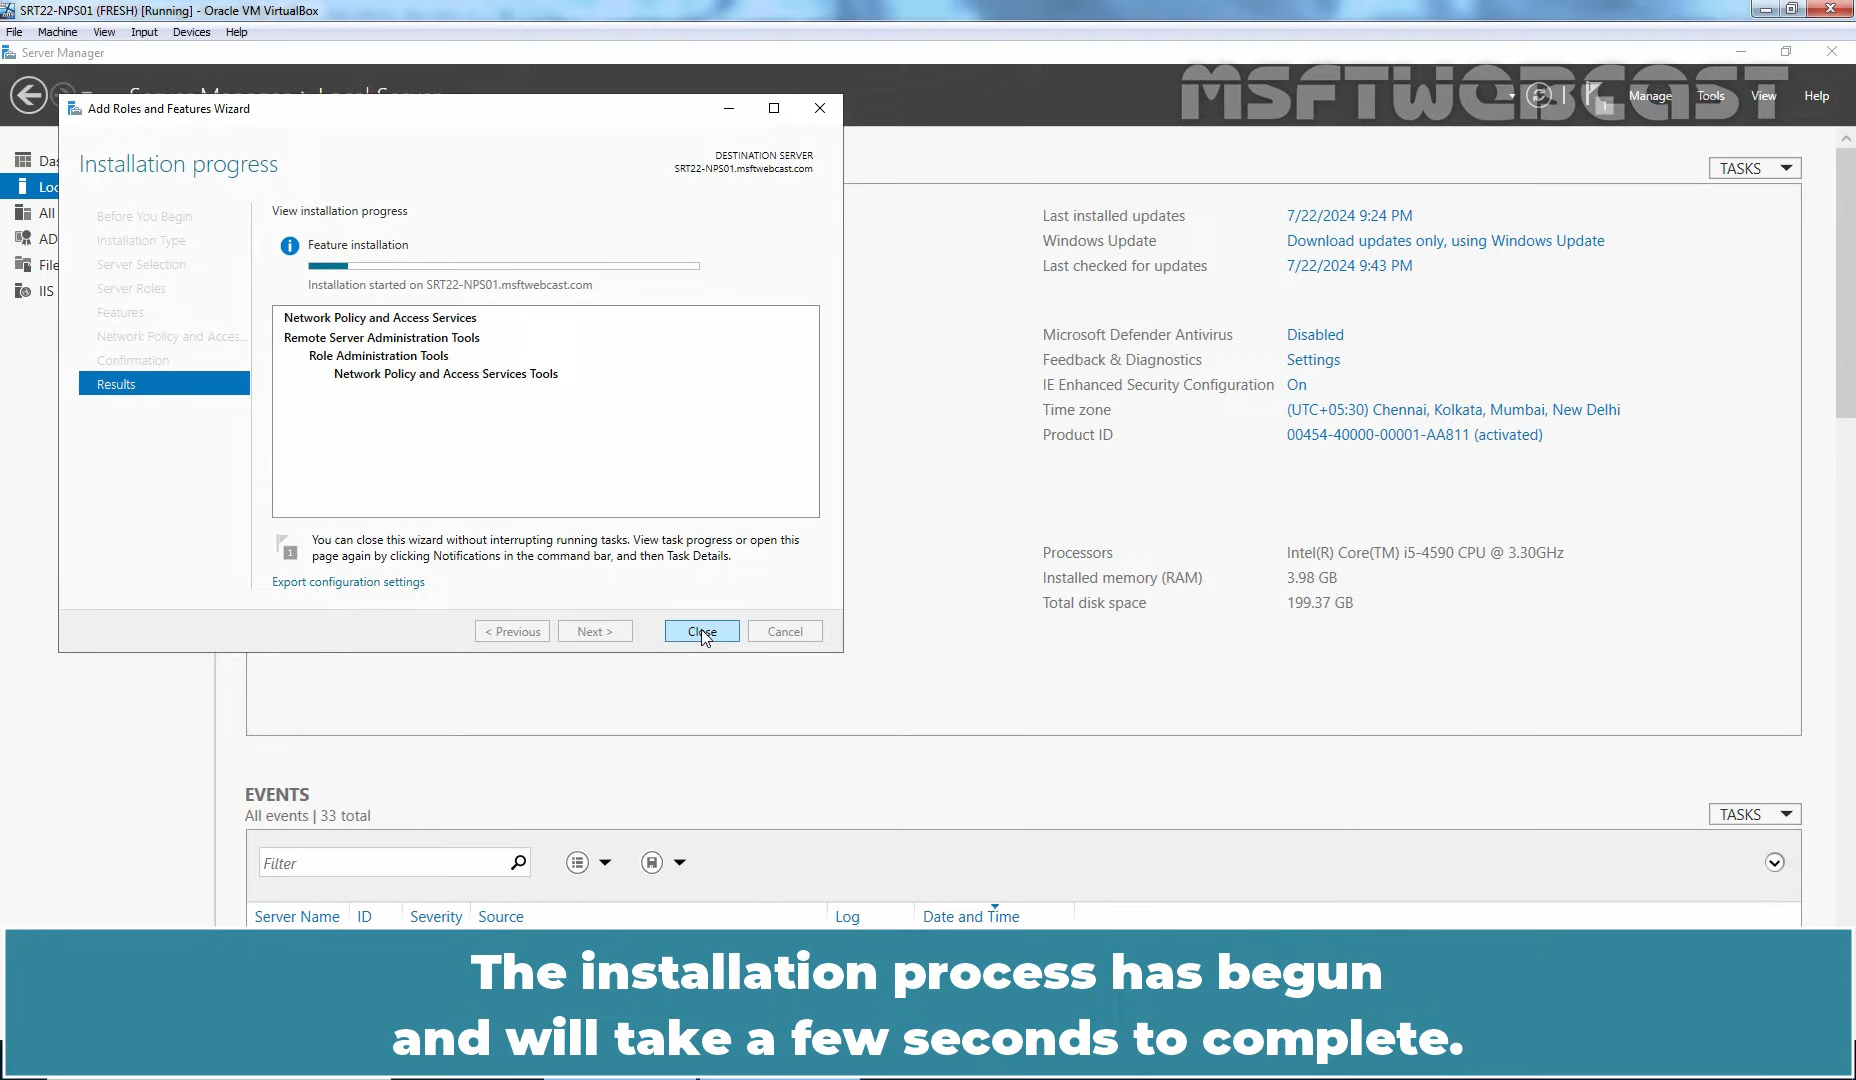 SRT22-NPS01 (FRESH) [Running] - Oracle VM VirtualBox
File Machine View Input Devices Help
Server Manager
MSFTWEBCAST
Manage Tools View Help
Add Roles and Features Wizard
Installation progress
DESTINATION SERVER
SRT22-NPS01.msftwebcast.com
Before You Begin
Installation Type
Server Selection
Server Roles
Features
Network Policy and Acces...
Confirmation
Results
View installation progress
Feature installation
Installation started on SRT22-NPS01.msftwebcast.com
Network Policy and Access Services
Remote Server Administration Tools
Role Administration Tools
Network Policy and Access Services Tools
1
You can close this wizard without interrupting running tasks. View task progress or open this
page again by clicking Notifications in the command bar, and then Task Details.
Export configuration settings
< Previous Next > Close Cancel
All
AD
File
IIS
TASKS
Last installed updates 7/22/2024 9:24 PM
Windows Update Download updates only, using Windows Update
Last checked for updates 7/22/2024 9:43 PM
Microsoft Defender Antivirus Disabled
Feedback & Diagnostics Settings
IE Enhanced Security Configuration On
Time zone (UTC+05:30) Chennai, Kolkata, Mumbai, New Delhi
Product ID 00454-40000-00001-AA811 (activated)
Processors Intel(R) Core(TM) i5-4590 CPU @ 3.30GHz
Installed memory (RAM) 3.98 GB
Total disk space 199.37 GB
EVENTS
All events | 33 total
TASKS
Filter
Server Name ID Severity Source Log Date and Time
The installation process has begun
and will take a few seconds to complete.